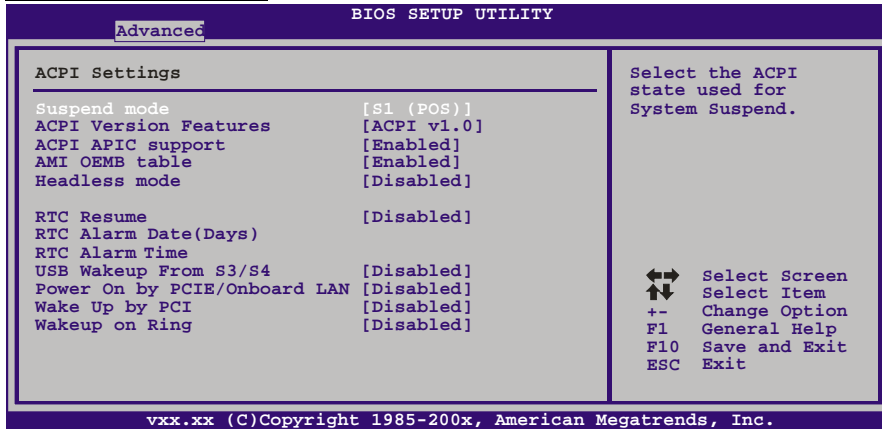 BIOS SETUP UTILITY
Advanced
ACPI Settings
Suspend mode [S1 (POS)]
ACPI Version Features [ACPI v1.0]
ACPI APIC support [Enabled]
AMI OEMB table [Enabled]
Headless mode [Disabled]
RTC Resume [Disabled]
RTC Alarm Date(Days)
RTC Alarm Time
USB Wakeup From S3/S4 [Disabled]
Power On by PCIE/Onboard LAN [Disabled]
Wake Up by PCI [Disabled]
Wakeup on Ring [Disabled]
Select the ACPI
state used for
System Suspend.
Select Screen
Select Item
+- Change Option
F1 General Help
F10 Save and Exit
ESC Exit
vxx.xx (C)Copyright 1985-200x, American Megatrends, Inc.